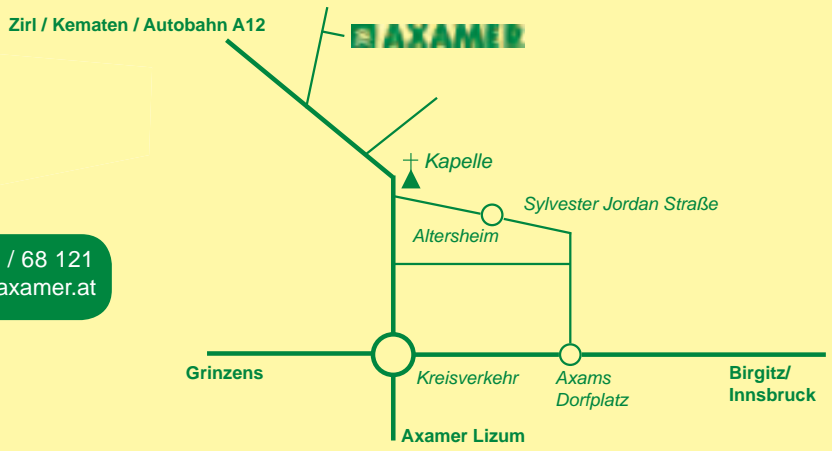 Zirl / Kematen / Autobahn A12
AXAMER
Kapelle
Sylvester Jordan Straße
Altersheim
/ 68 121
axamer.at
Grinzens
Kreisverkehr
Axams
Dorfplatz
Birgitz/
Innsbruck
Axamer Lizum